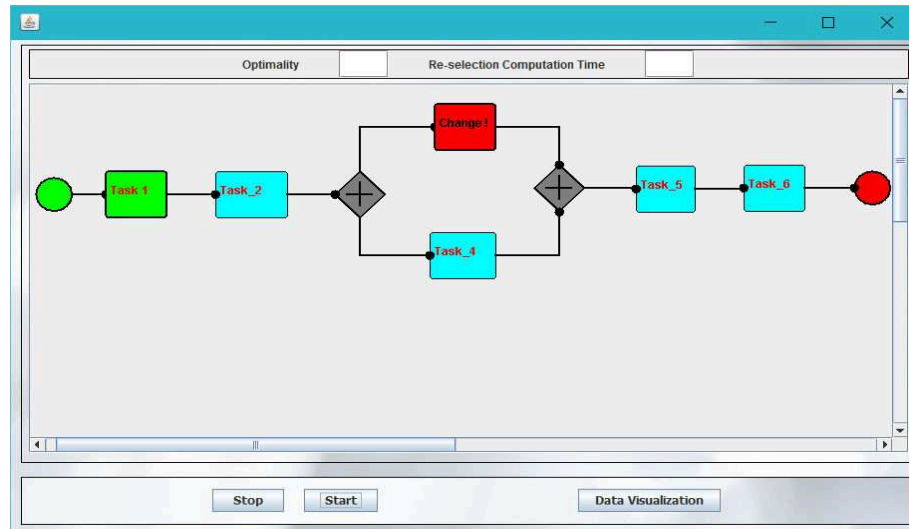 Optimality Re-selection Computation Time
Change !
Task 1 Task_2 Task_5 Task_6
Task_4
Stop Start Data Visualization